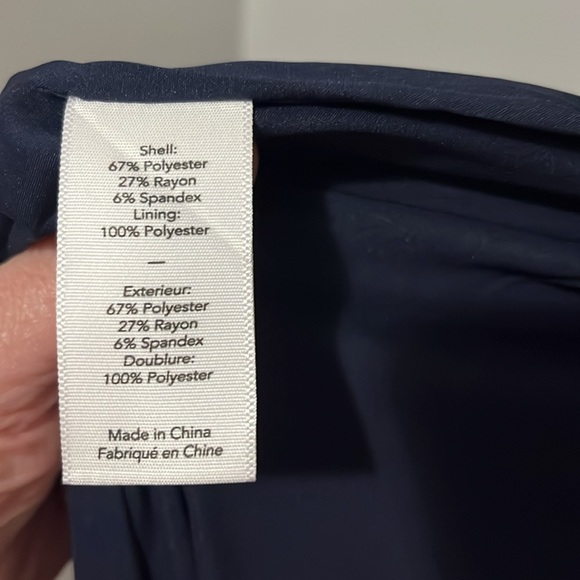 Shell:
67% Polyester
27% Rayon
6% Spandex
Lining:
100% Polyester
—
Exterieur:
67% Polyester
27% Rayon
6% Spandex
Doublure:
100% Polyester
Made in China
Fabriqué en Chine